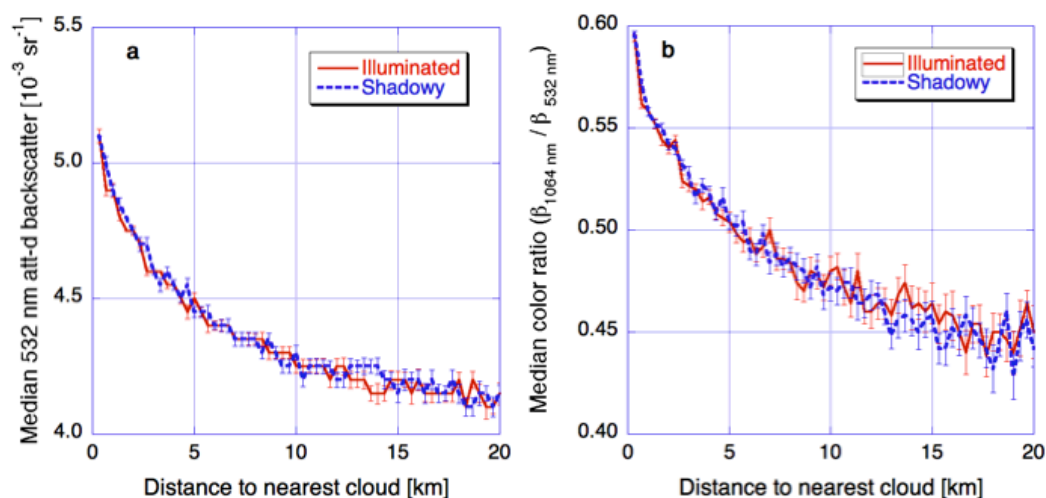 a
Illuminated
Shadowy
Median 532 nm att-d backscatter [10⁻³ sr⁻¹]
5.5
5.0
4.5
4.0
0
5
10
15
20
Distance to nearest cloud [km]
b
Illuminated
Shadowy
Median color ratio (β1064 nm / β 532 nm)
0.60
0.55
0.50
0.45
0.40
0
5
10
15
20
Distance to nearest cloud [km]